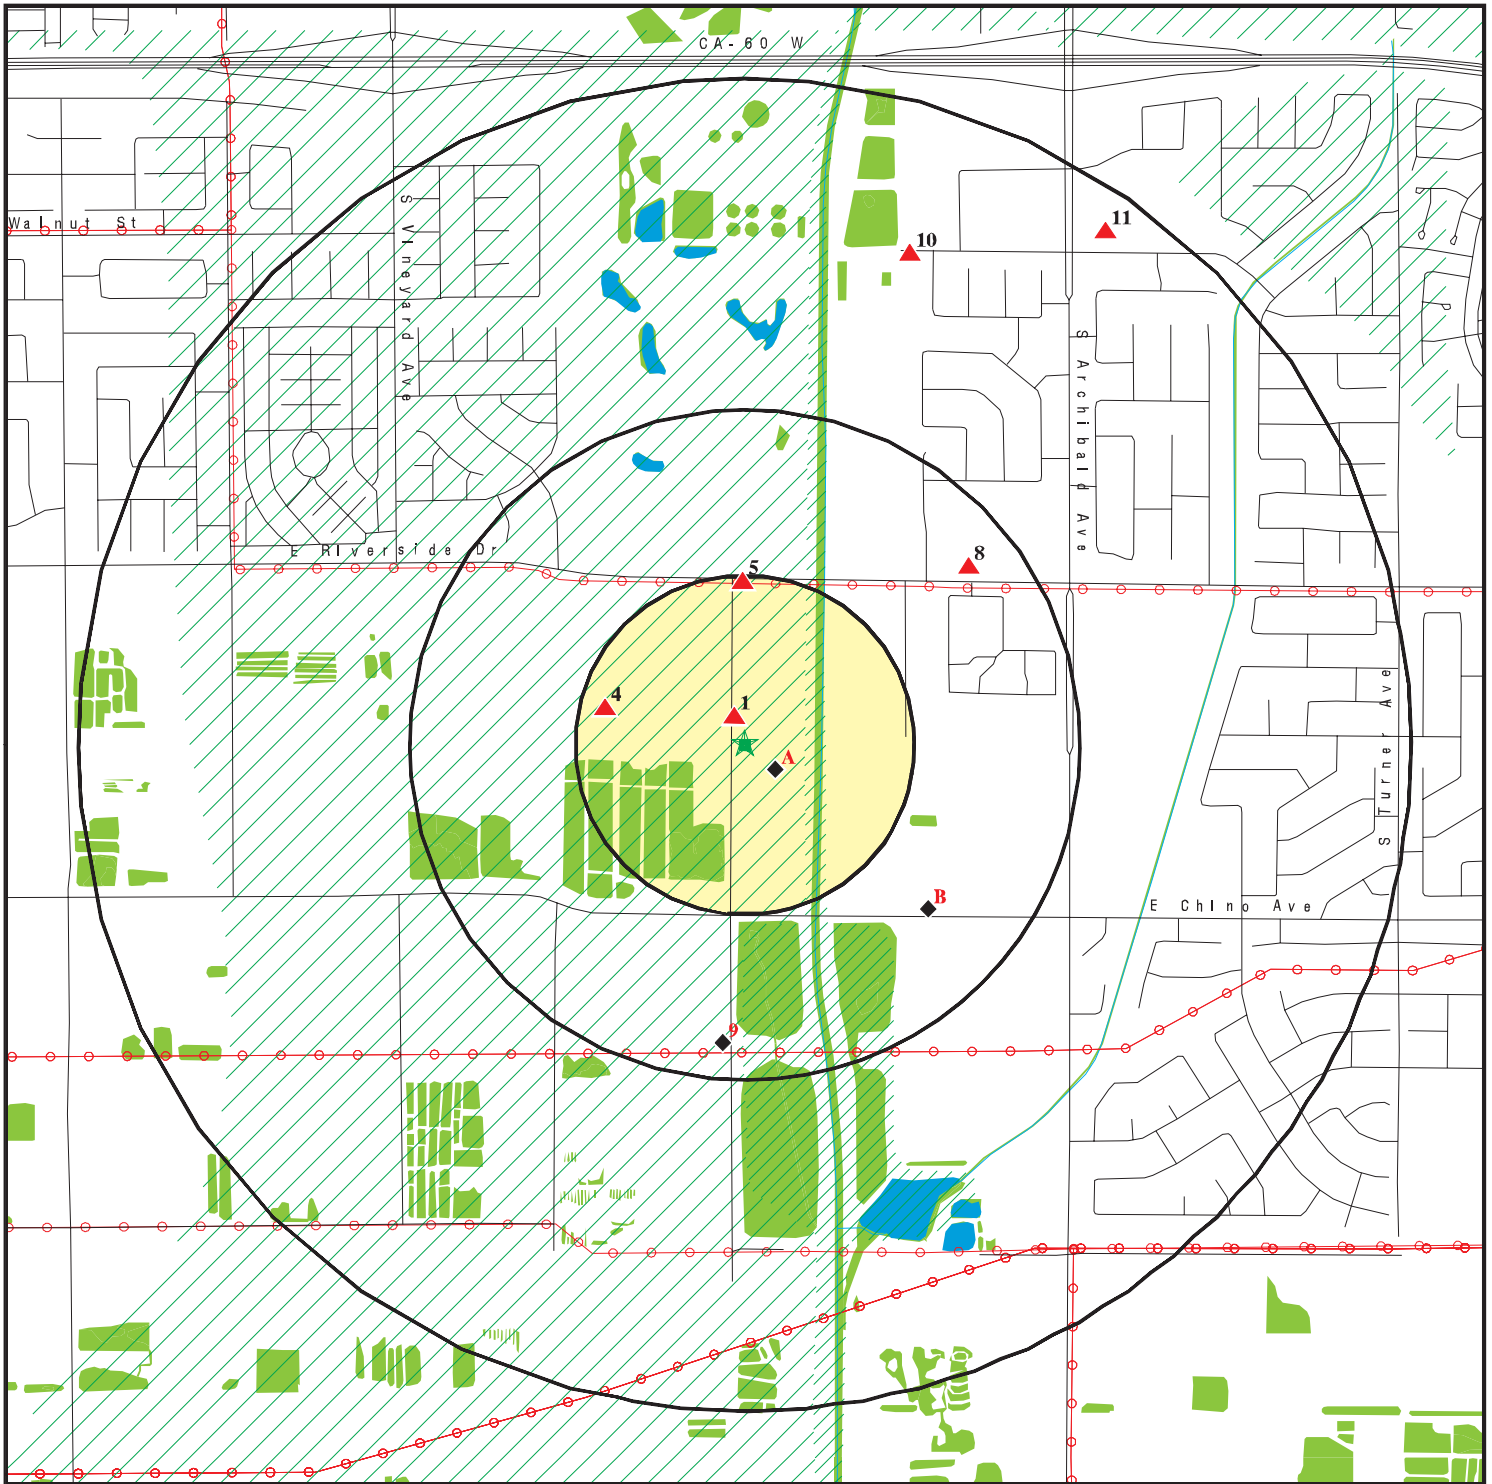 CA-60 W
Walnut St
S Vineyard Ave
11
10
S Archibald Ave
E Riverside Dr
8
5
4
1
A
S Turner Ave
B
E Chino Ave
9